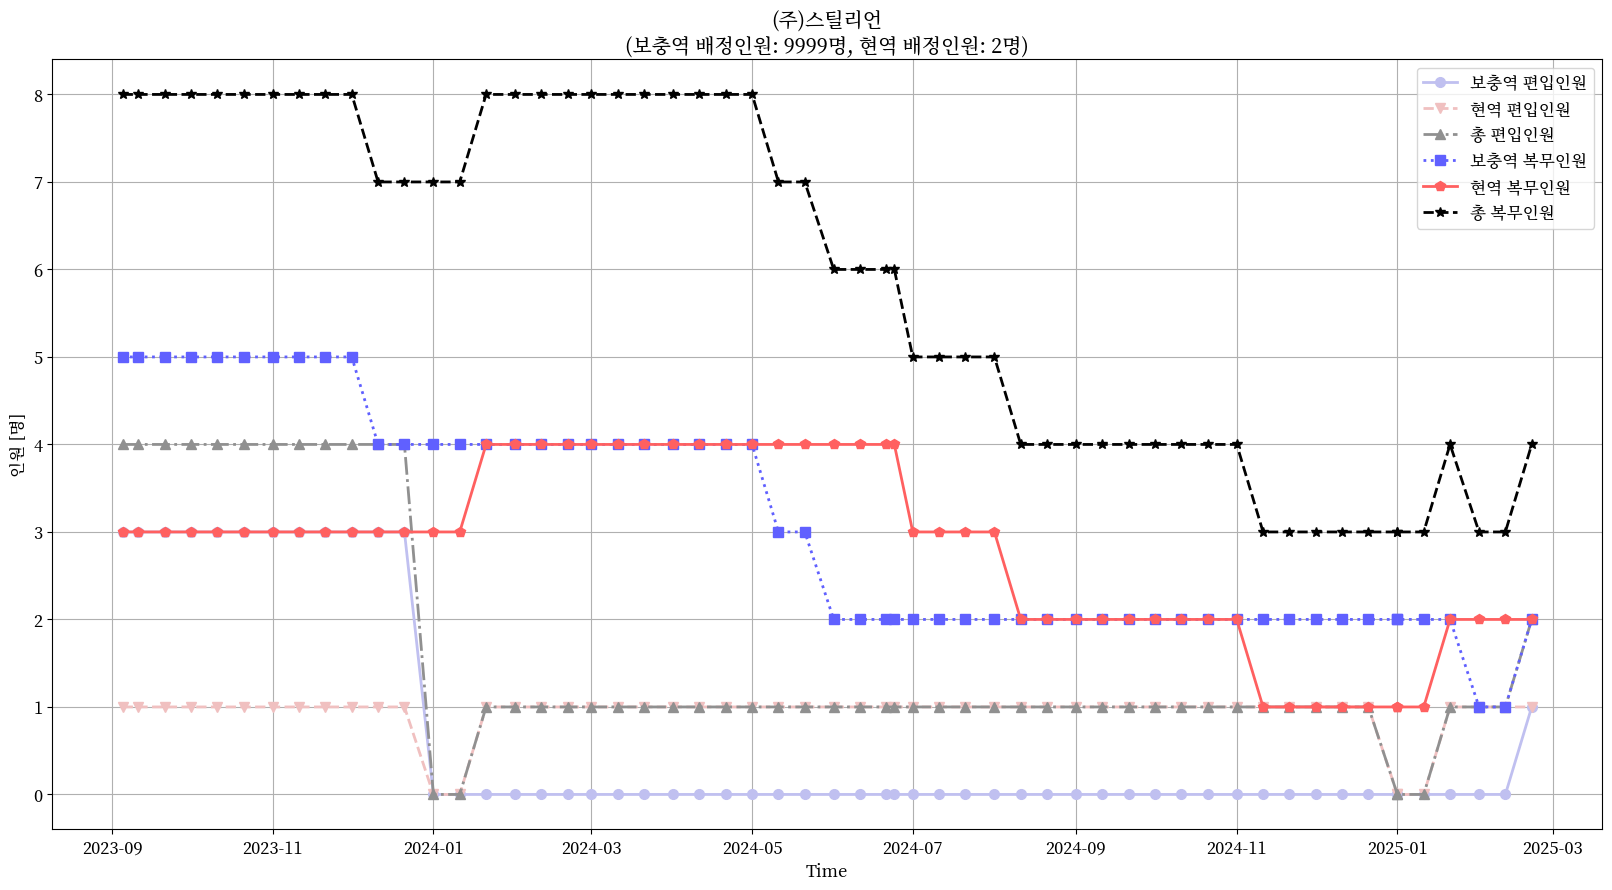 (주)스틸리언
(보충역 배정인원: 9999명, 현역 배정인원: 2명)
인원 [명]
8
7
6
5
4
3
2
1
0
보충역 편입인원
현역 편입인원
총 편입인원
보충역 복무인원
현역 복무인원
총 복무인원
2023-09
2023-11
2024-01
2024-03
2024-05
2024-07
2024-09
2024-11
2025-01
2025-03
Time